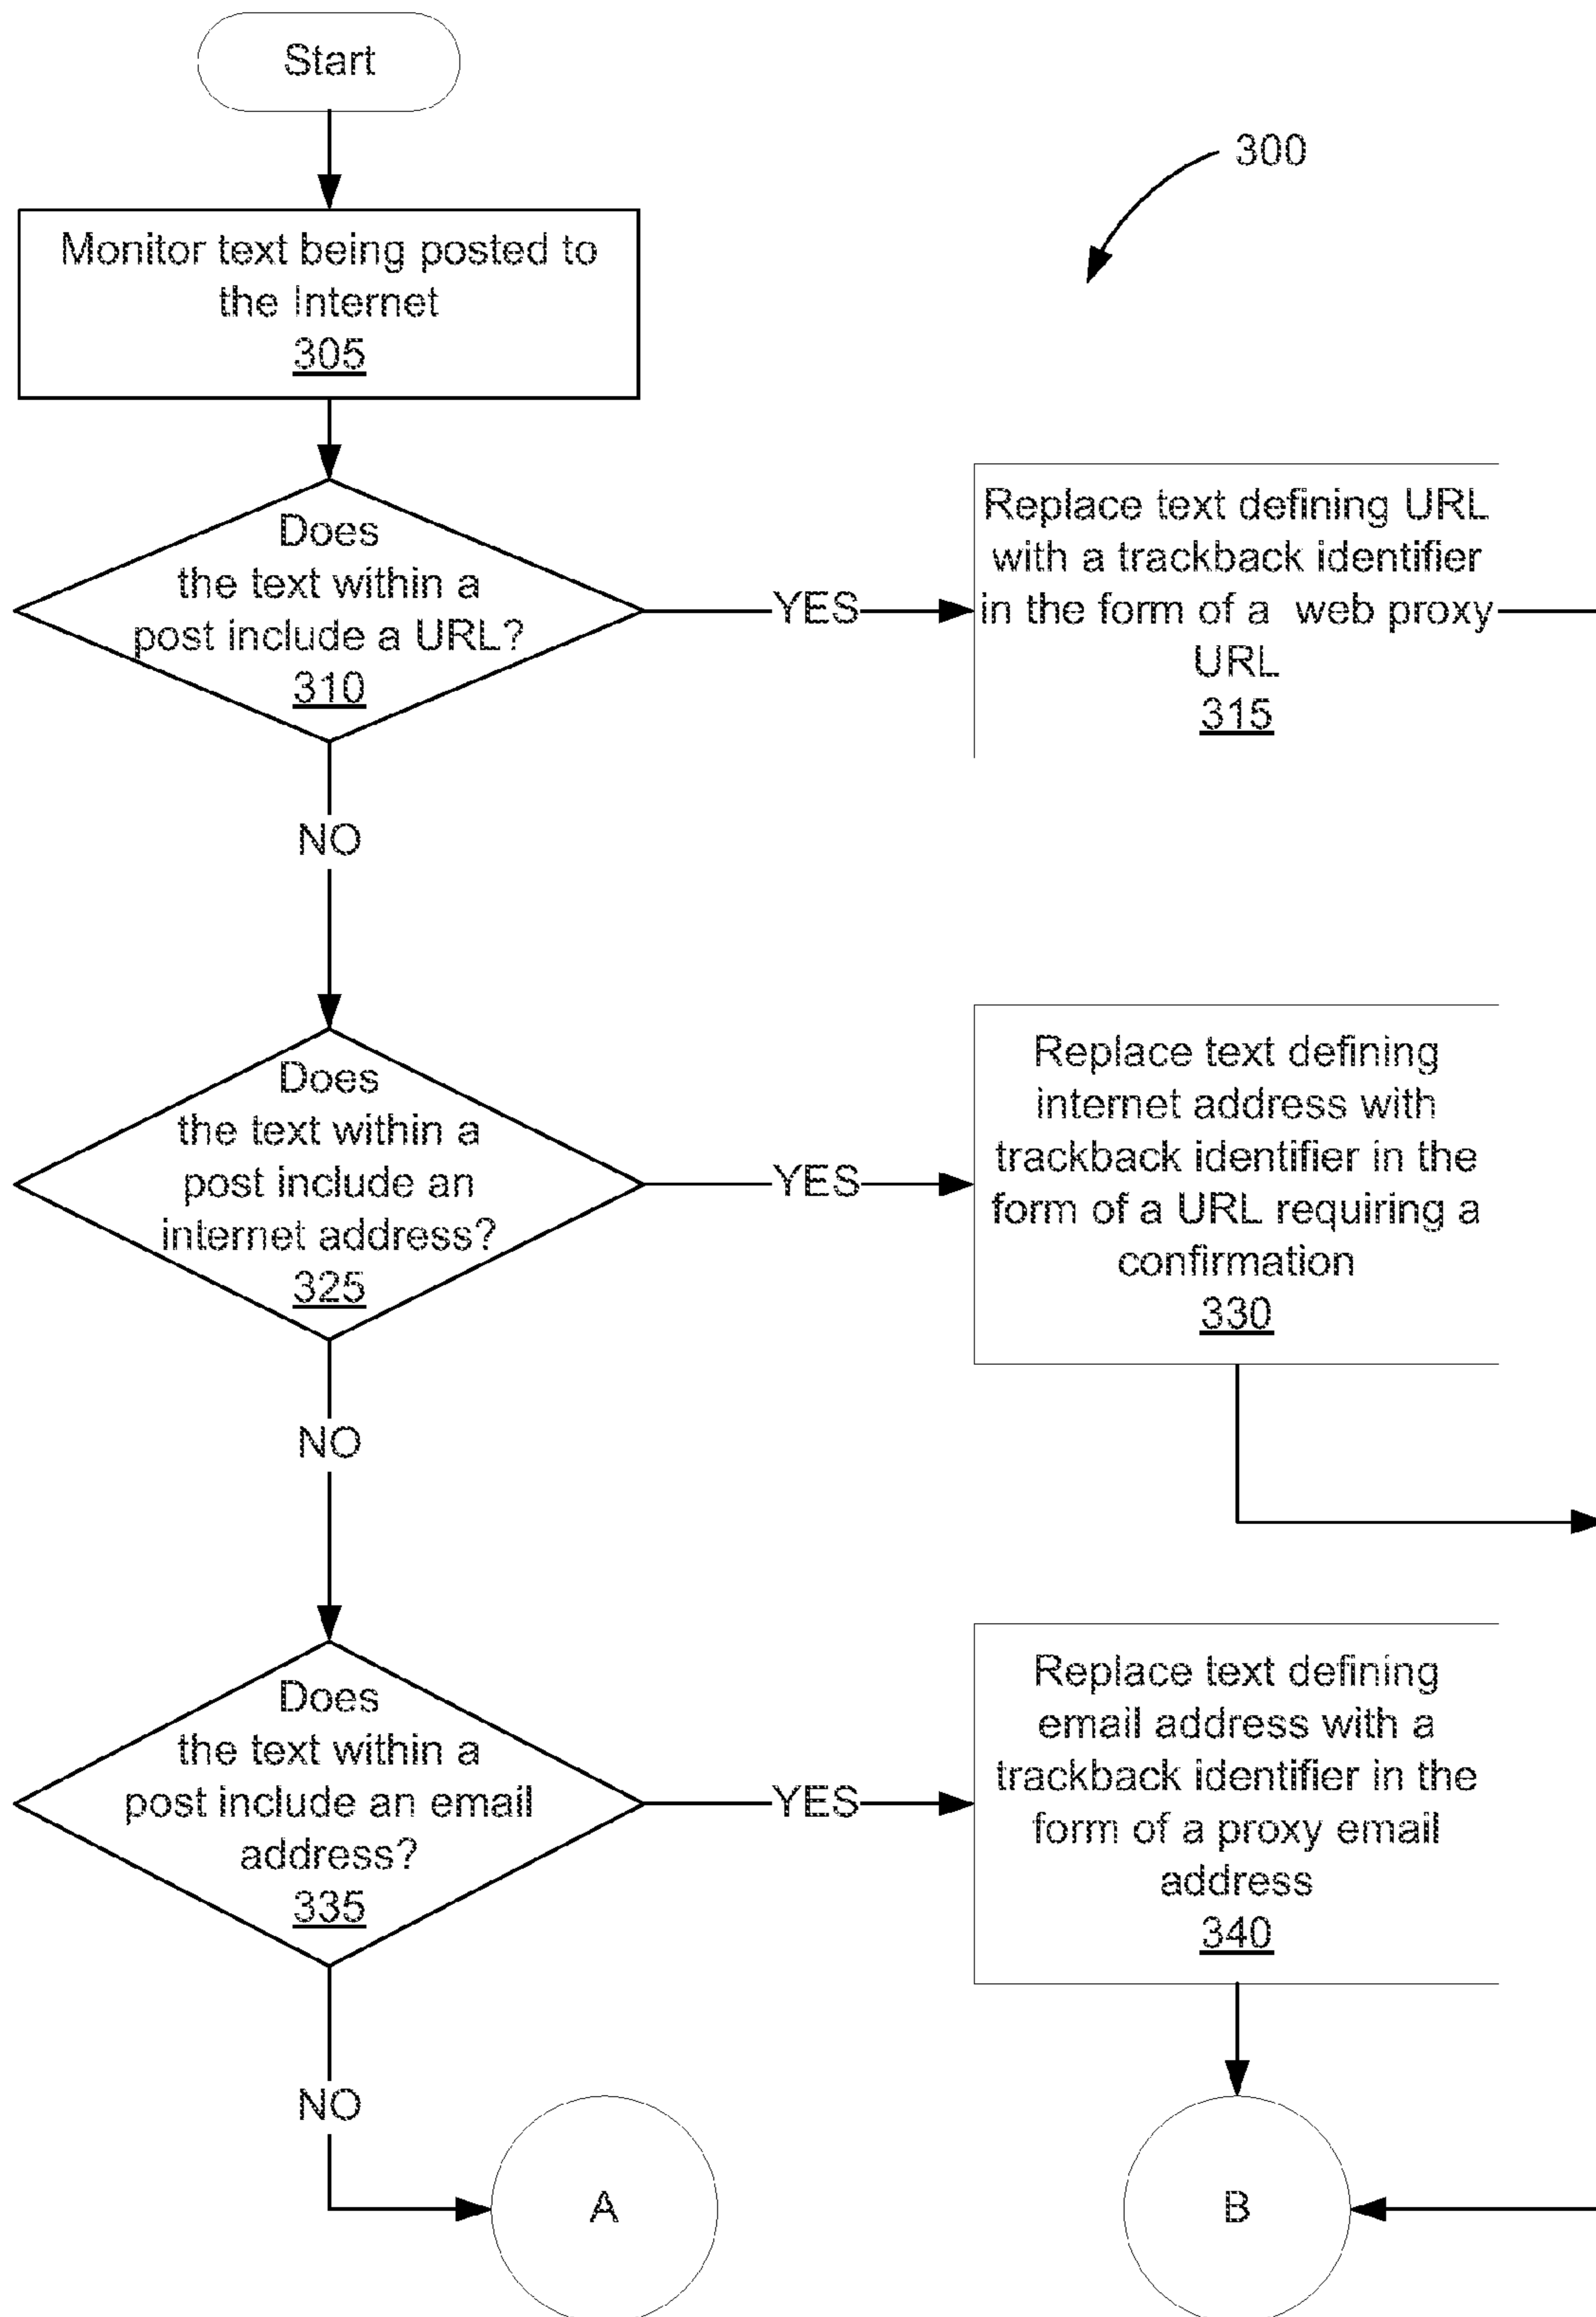 Start
300
Monitor text being posted to
the Internet
305
Does
the text within a
post include a URL?
310
YES
Replace text defining URL
with a trackback identifier
in the form of a web proxy
URL
315
NO
Does
the text within a
post include an
internet address?
325
YES
Replace text defining
internet address with
trackback identifier in the
form of a URL requiring a
confirmation
330
NO
Does
the text within a
post include an email
address?
335
YES
Replace text defining
email address with a
trackback identifier in the
form of a proxy email
address
340
NO
A
B